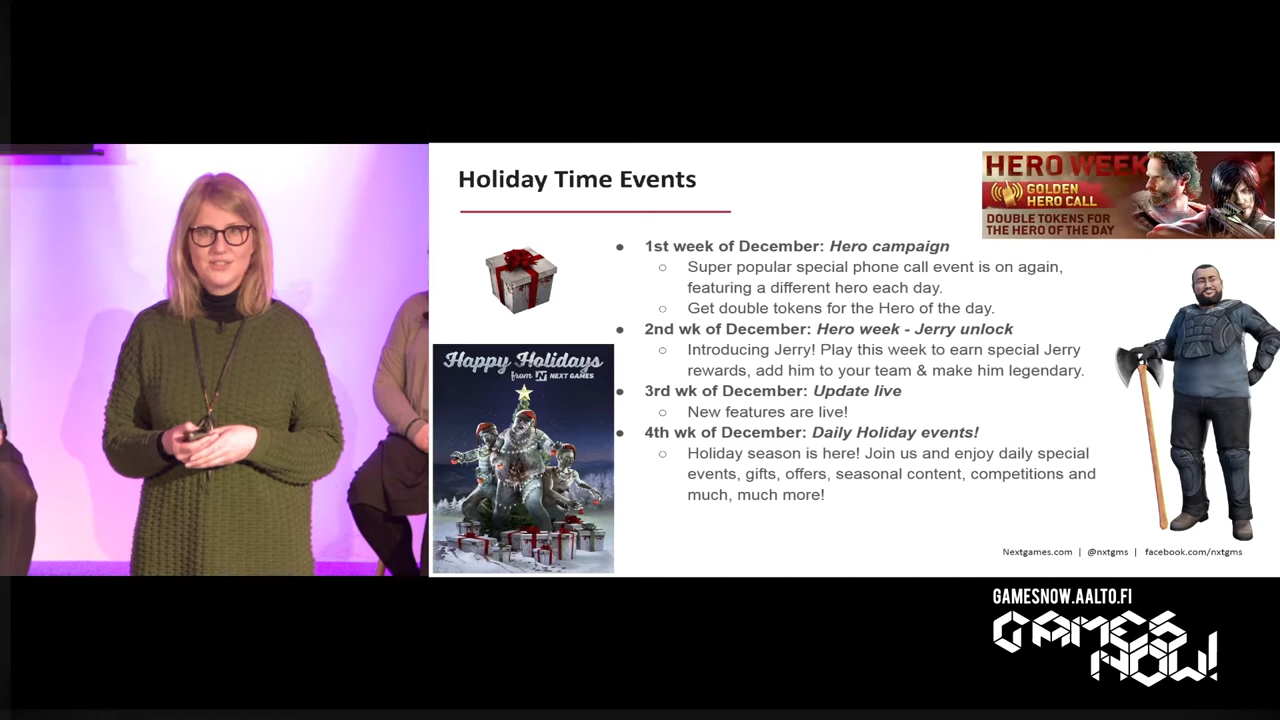 Holiday Time Events
HERO WEEK
GOLDEN
HERO CALL
DOUBLE TOKENS FOR
THE HERO OF THE DAY
● 1st week of December: Hero campaign
○ Super popular special phone call event is on again,
featuring a different hero each day.
○ Get double tokens for the Hero of the day.
● 2nd wk of December: Hero week - Jerry unlock
○ Introducing Jerry! Play this week to earn special Jerry
rewards, add him to your team & make him legendary.
● 3rd wk of December: Update live
○ New features are live!
● 4th wk of December: Daily Holiday events!
○ Holiday season is here! Join us and enjoy daily special
events, gifts, offers, seasonal content, competitions and
much, much more!
Happy Holidays
from N NEXT GAMES
Nextgames.com | @nxtgms | facebook.com/nxtgms
GAMESNOW.AALTO.FI
GAMES
NOW!